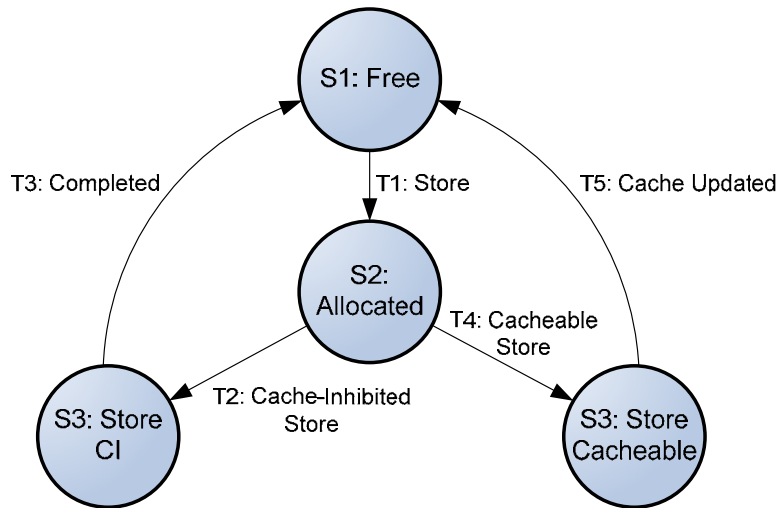 S1: Free
T3: Completed
T1: Store
T5: Cache Updated
S2:
Allocated
T4: Cacheable
Store
T2: Cache-Inhibited
Store
S3: Store
CI
S3: Store
Cacheable